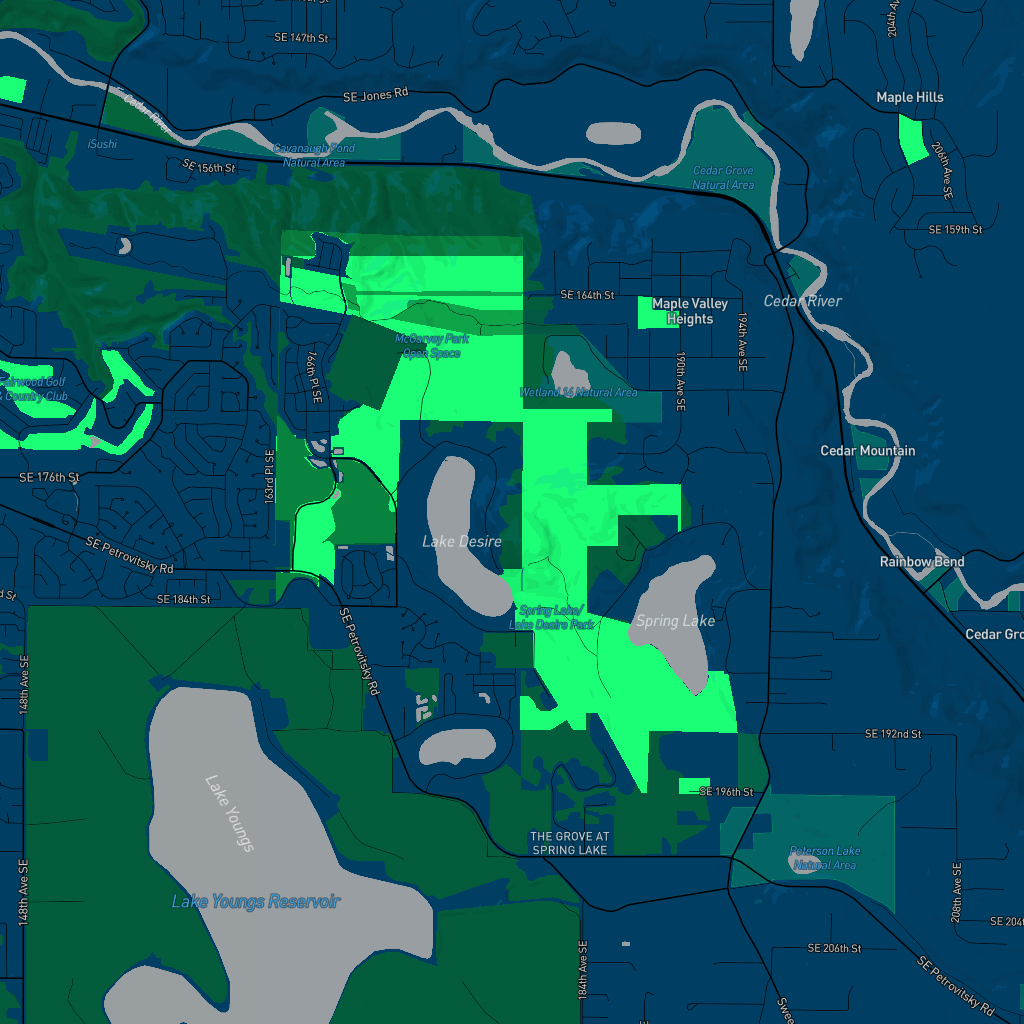 SE 147th St
204th Av
SE Jones Rd
Maple Hills
Cedar River
iSushi
Cavanaugh Pond
Natural Area
SE 156th St
Cedar Grove
Natural Area
206th Ave SE
SE 159th St
SE 164th St
Maple Valley
Heights
Cedar River
194th Ave SE
McGarvey Park
Open Space
166th Pl SE
190th Ave SE
Fairwood Golf
& Country Club
Wetland 16 Natural Area
Cedar Mountain
163rd Pl SE
SE 176th St
Lake Desire
SE Petrovitsky Rd
Rainbow Bend
SE 184th St
Spring Lake/
Lake Desire Park
Spring Lake
Cedar Gro
SE Petrovitsky Rd
148th Ave SE
SE 192nd St
SE 196th St
Lake Youngs
THE GROVE AT
SPRING LAKE
Peterson Lake
Natural Area
148th Ave SE
208th Ave SE
Lake Youngs Reservoir
SE 204t
SE 206th St
184th Ave SE
SE Petrovitsky Rd
Swee